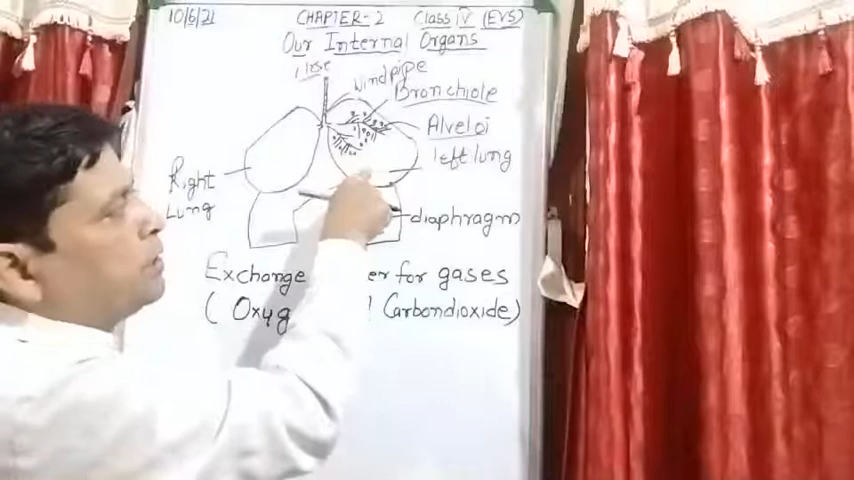 10/6/21 CHAPTER-2 Class IV (EVS)
Our Internal Organs
Nose
Windpipe
Bronchiole
Alveloi
left lung
Right
Lung
diaphragm
Exchange er for gases
( Oxyg Carbondioxide)